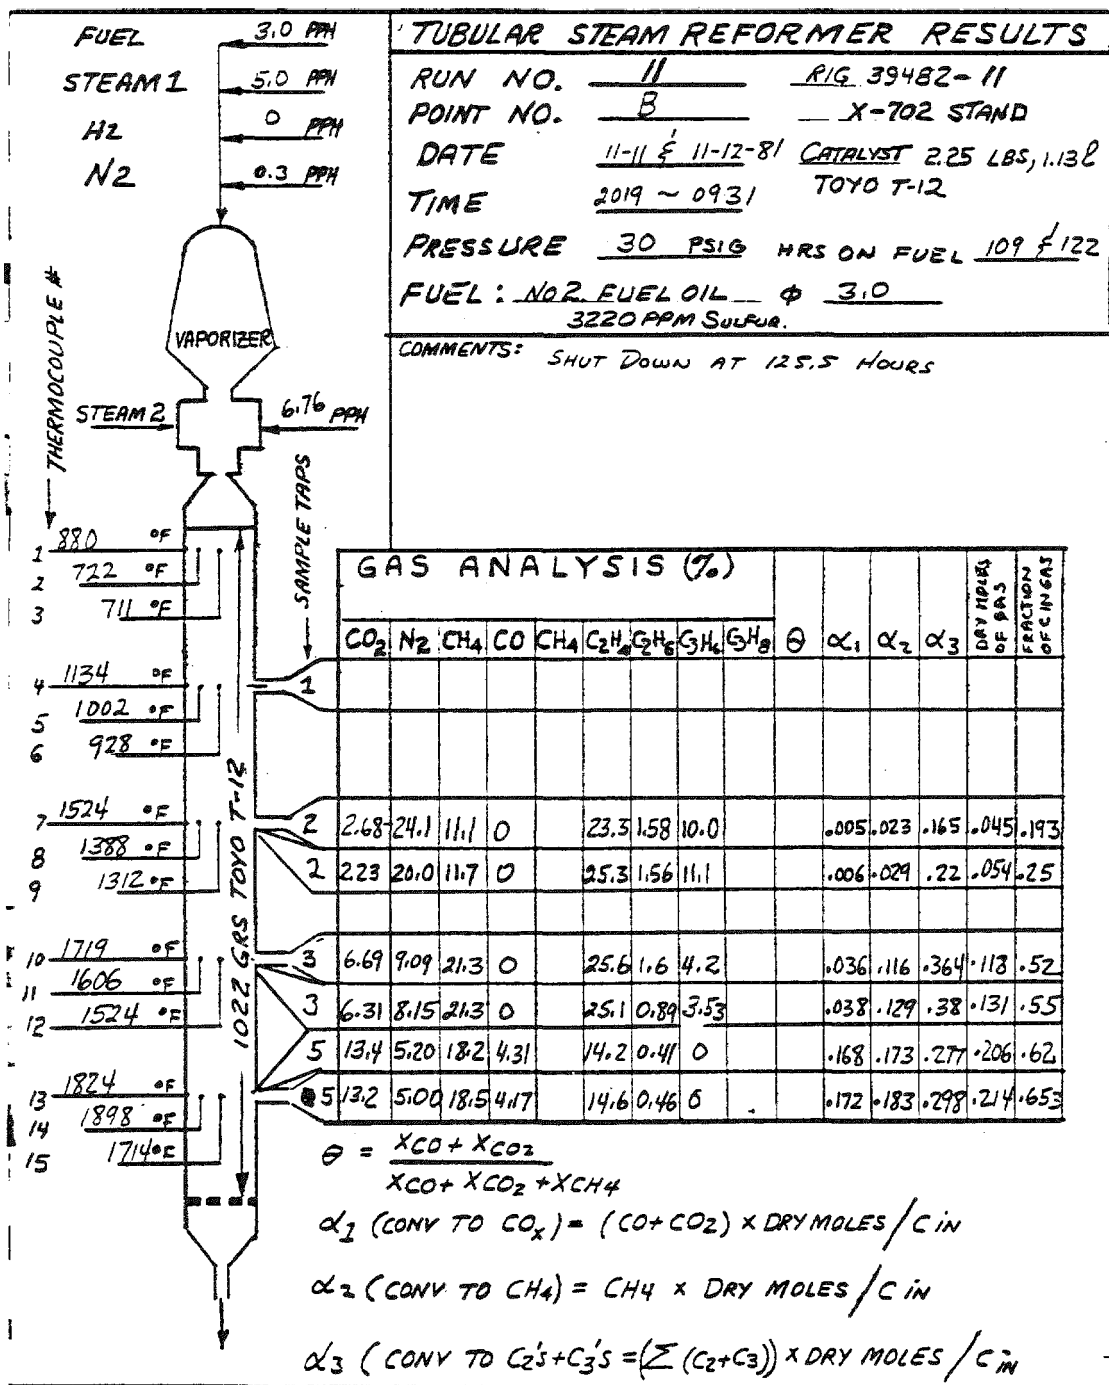 FUEL 3.0 PPH
STEAM 1 5.0 PPH
H2 0 PPH
N2 0.3 PPH
TUBULAR STEAM REFORMER RESULTS
RUN NO. 11 RIG 39482-11
POINT NO. B X-702 STAND
DATE 11-11 & 11-12-81 CATALYST 2.25 LBS, 1.13ℓ
TOYO T-12
TIME 2019 ~ 0931
PRESSURE 30 PSIG HRS ON FUEL 109 & 122
FUEL: NO2 FUEL OIL ϕ 3.0
3220 PPM SULFUR.
COMMENTS: SHUT DOWN AT 125.5 HOURS
VAPORIZER
THERMOCOUPLE #
STEAM 2 6.76 PPH
SAMPLE TAPS
1 880 °F
2 722 °F
3 711 °F
4 1134 °F
5 1002 °F
6 928 °F
7 1524 °F
8 1388 °F
9 1312 °F
10 1719 °F
11 1606 °F
12 1524 °F
13 1824 °F
14 1898 °F
15 1714 °F
1022 GRS TOYO T-12
GAS ANALYSIS (%)
CO2 N2 CH4 CO CH4 C2H4 C2H6 C3H6 C3H8 θ α1 α2 α3 DRY MOLES OF GAS FRACTION OF C IN GAS
1
2 2.68 24.1 11.1 0 23.3 1.58 10.0 .005 .023 .165 .045 .193
2 223 20.0 11.7 0 25.3 1.56 11.1 .006 .029 .22 .054 .25
3 6.69 9.09 21.3 0 25.6 1.6 4.2 .036 .116 .364 .118 .52
3 6.31 8.15 21.3 0 25.1 0.89 3.53 .038 .129 .38 .131 .55
5 13.4 5.20 18.2 4.31 14.2 0.41 0 .168 .173 .277 .206 .62
5 13.2 5.00 18.5 4.17 14.6 0.46 0 .172 .183 .298 .214 .653
θ = XCO + XCO2
XCO + XCO2 + XCH4
α1 (CONV TO COx) = (CO + CO2) × DRY MOLES / C IN
α2 (CONV TO CH4) = CH4 × DRY MOLES / C IN
α3 (CONV TO C2's + C3's = (Σ (C2+C3)) × DRY MOLES / C IN